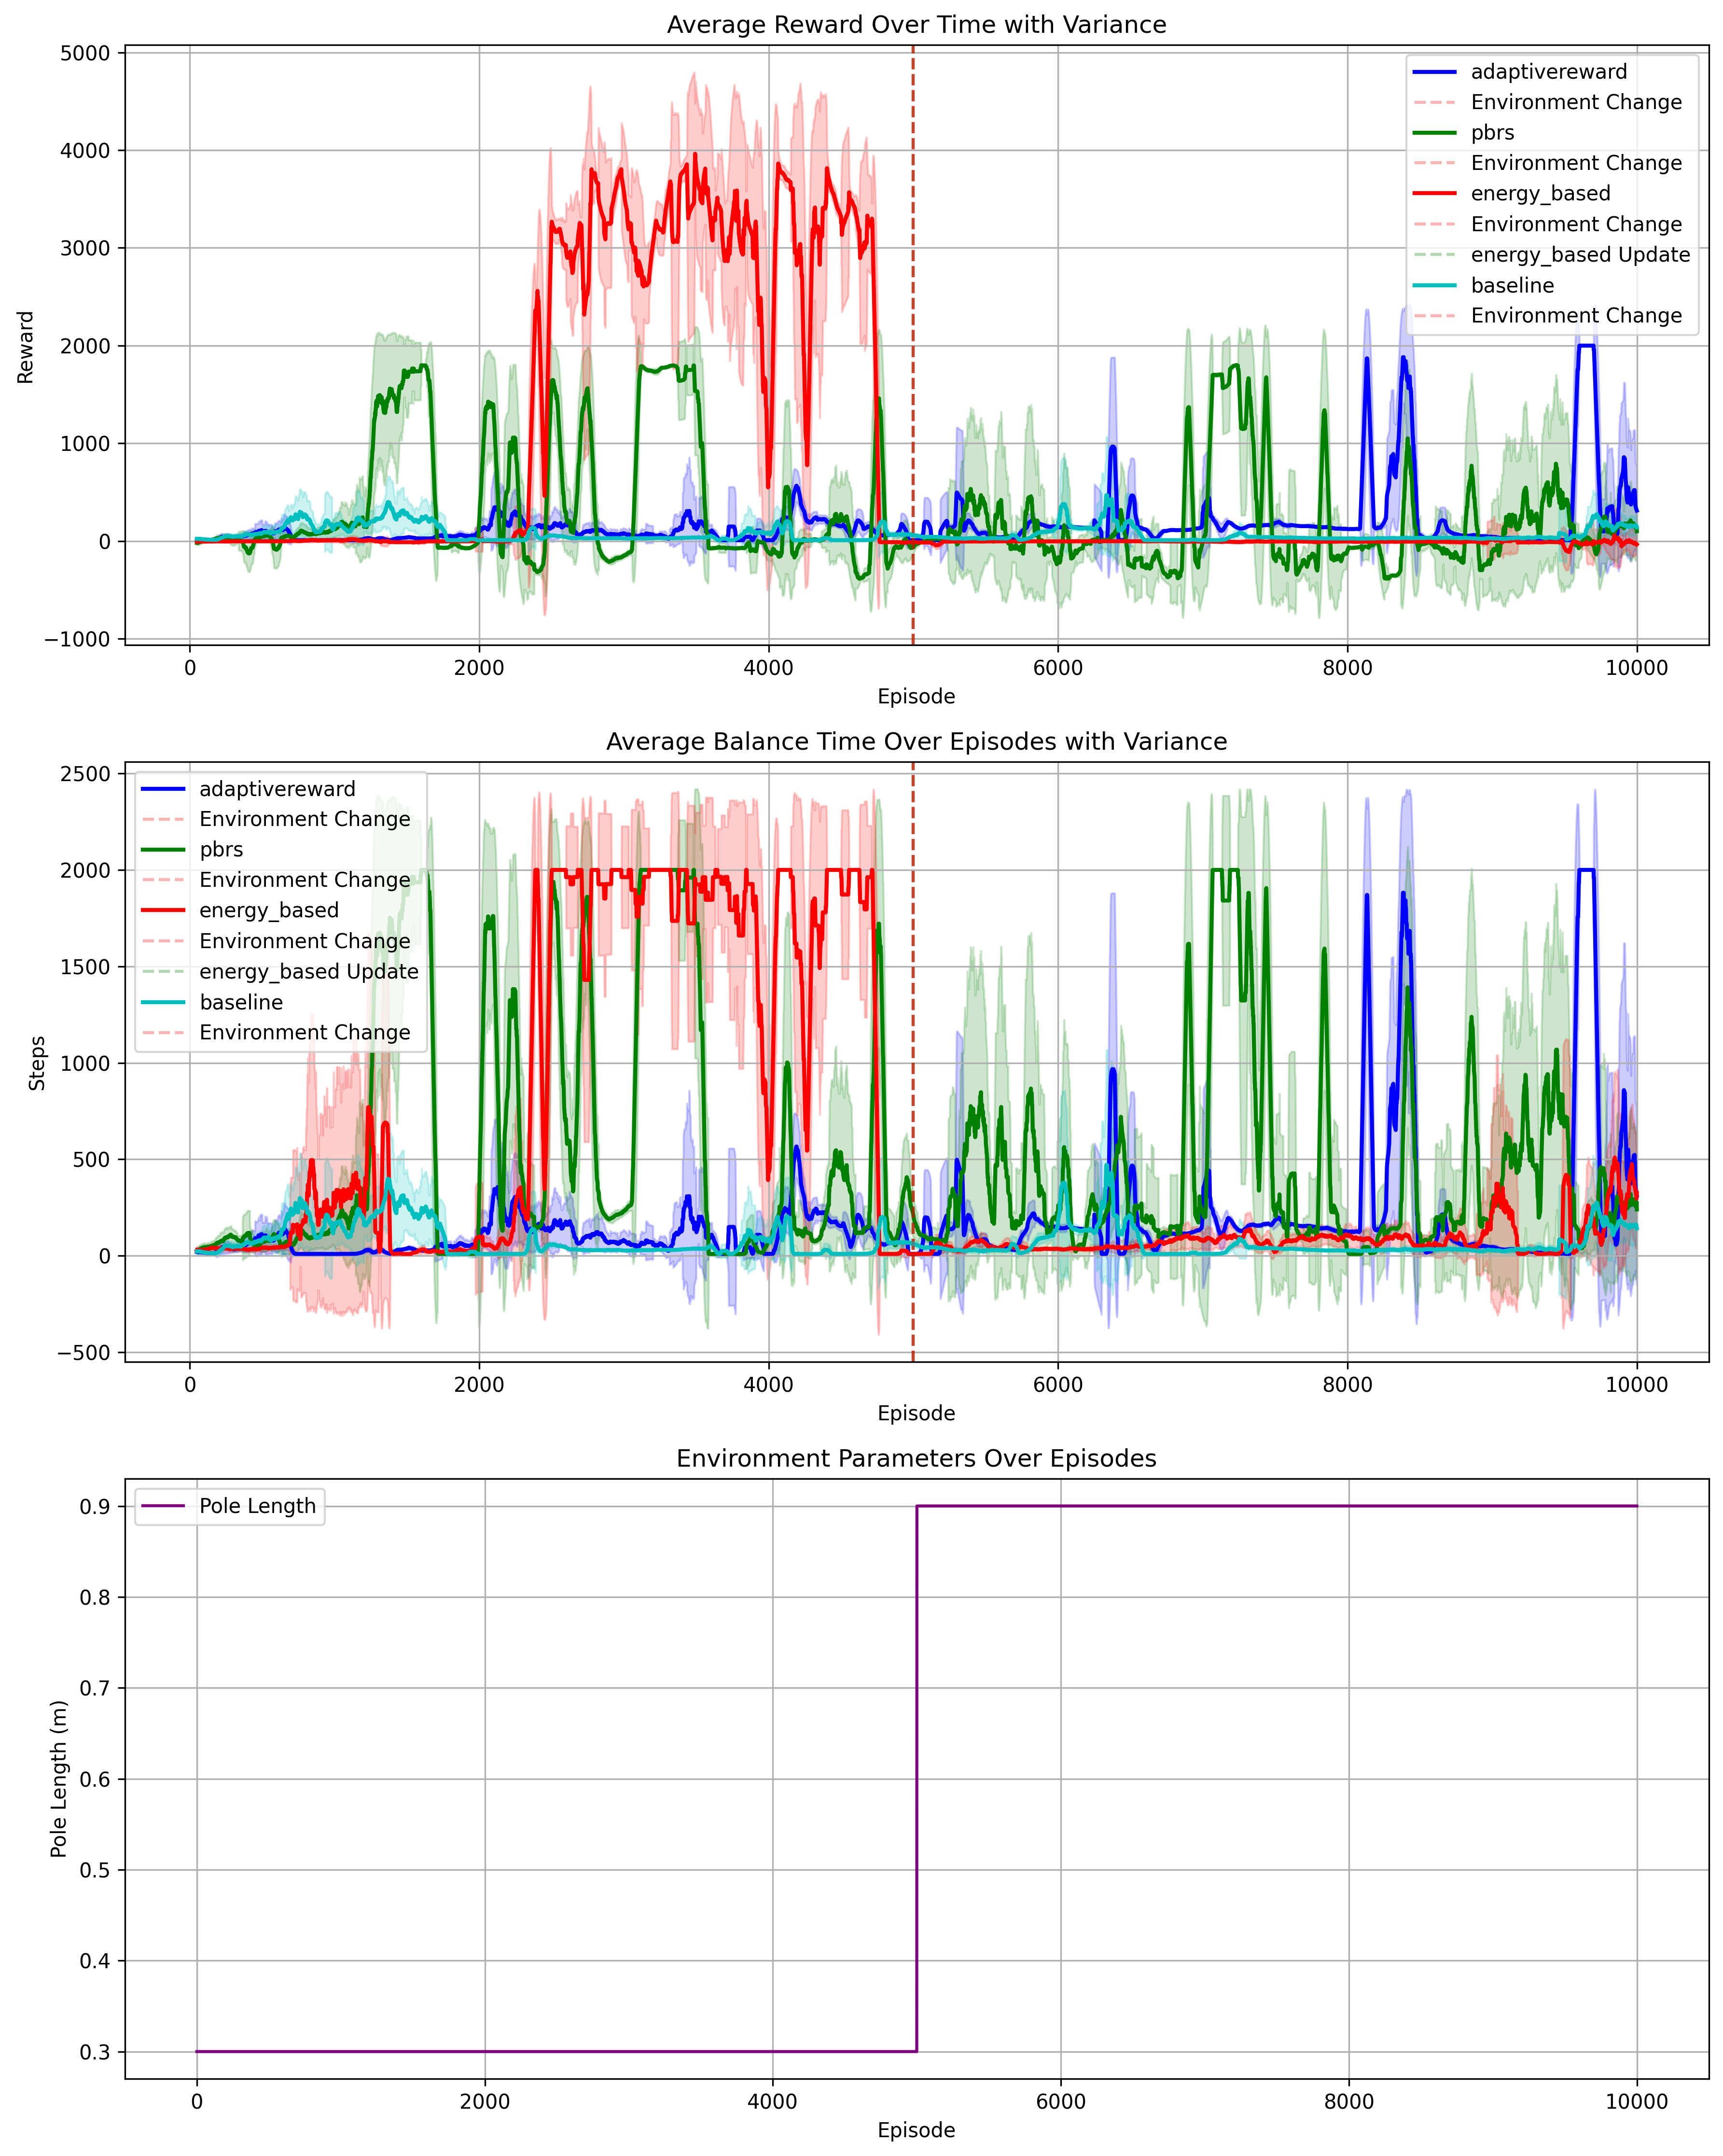 Average Reward Over Time with Variance
5000
4000
3000
2000
1000
0
−1000
Reward
adaptivereward
Environment Change
pbrs
Environment Change
energy_based
Environment Change
energy_based Update
baseline
Environment Change
0 2000 4000 6000 8000 10000
Episode
Average Balance Time Over Episodes with Variance
2500
2000
1500
1000
500
0
−500
Steps
adaptivereward
Environment Change
pbrs
Environment Change
energy_based
Environment Change
energy_based Update
baseline
Environment Change
0 2000 4000 6000 8000 10000
Episode
Environment Parameters Over Episodes
0.9
0.8
0.7
0.6
0.5
0.4
0.3
Pole Length (m)
Pole Length
0 2000 4000 6000 8000 10000
Episode